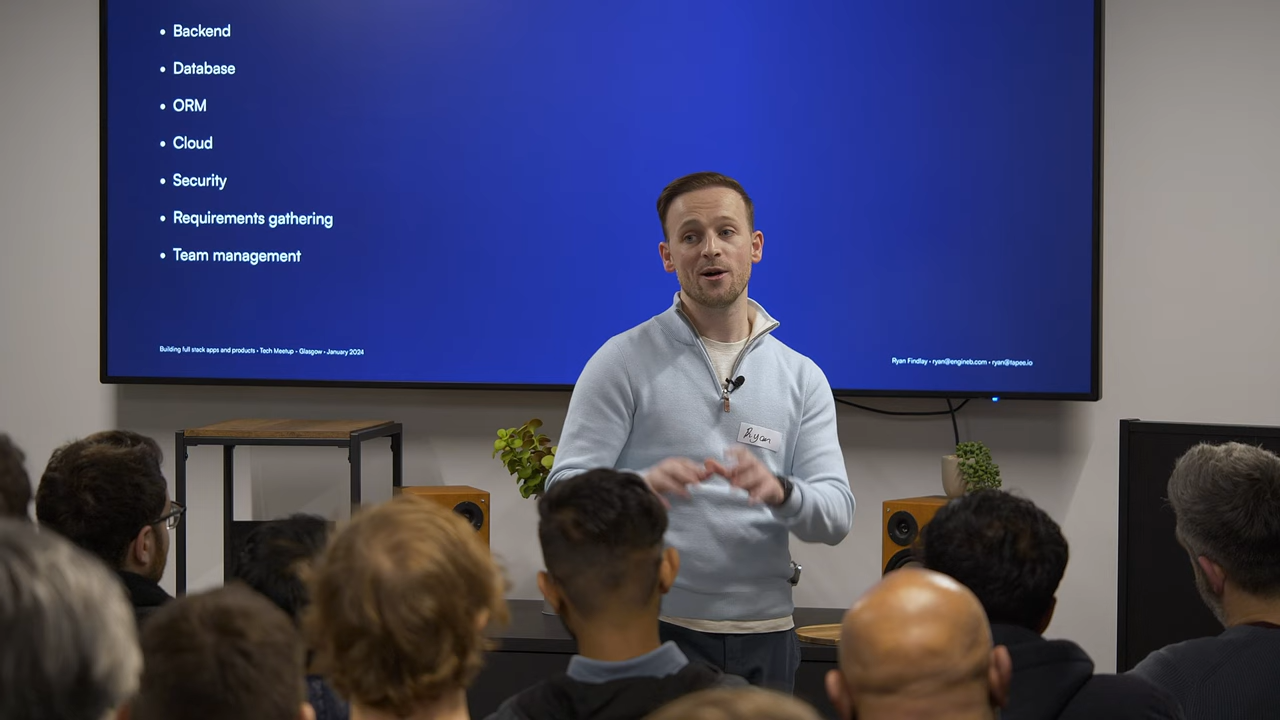 • Backend
• Database
• ORM
• Cloud
• Security
• Requirements gathering
• Team management
Building full stack apps and products • Tech Meetup • Glasgow • January 2024
Ryan Findlay • ryan@engineb.com • ryan@tapee.io
Ryan